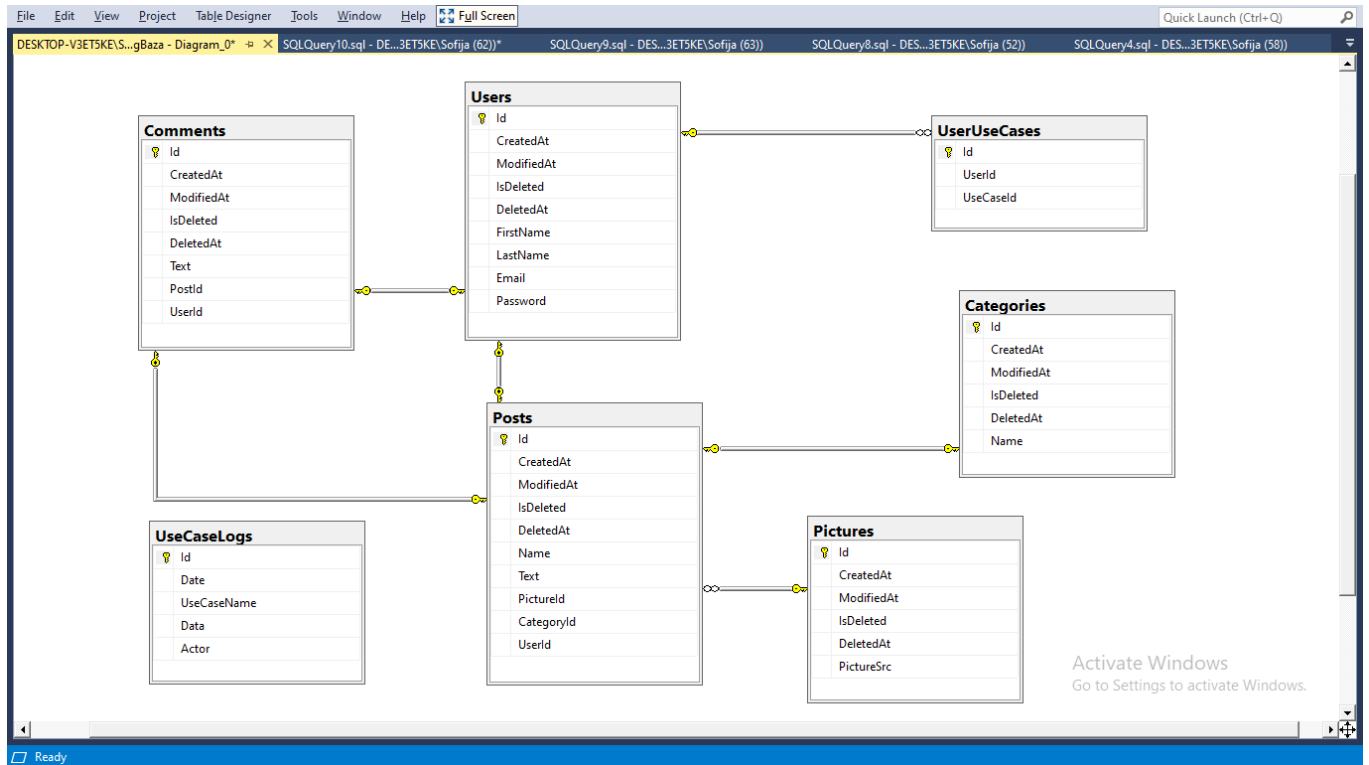 File Edit View Project Table Designer Tools Window Help Full Screen Quick Launch (Ctrl+Q)
DESKTOP-V3ET5KE\S...gBaza - Diagram_0* SQLQuery10.sql - DE...3ET5KE\Sofija (62))* SQLQuery9.sql - DES...3ET5KE\Sofija (63)) SQLQuery8.sql - DES...3ET5KE\Sofija (52)) SQLQuery4.sql - DES...3ET5KE\Sofija (58))
Comments
Id
CreatedAt
ModifiedAt
IsDeleted
DeletedAt
Text
PostId
UserId
Users
Id
CreatedAt
ModifiedAt
IsDeleted
DeletedAt
FirstName
LastName
Email
Password
UserUseCases
Id
UserId
UseCaseId
Categories
Id
CreatedAt
ModifiedAt
IsDeleted
DeletedAt
Name
Posts
Id
CreatedAt
ModifiedAt
IsDeleted
DeletedAt
Name
Text
PictureId
CategoryId
UserId
UseCaseLogs
Id
Date
UseCaseName
Data
Actor
Pictures
Id
CreatedAt
ModifiedAt
IsDeleted
DeletedAt
PictureSrc
Activate Windows
Go to Settings to activate Windows.
Ready